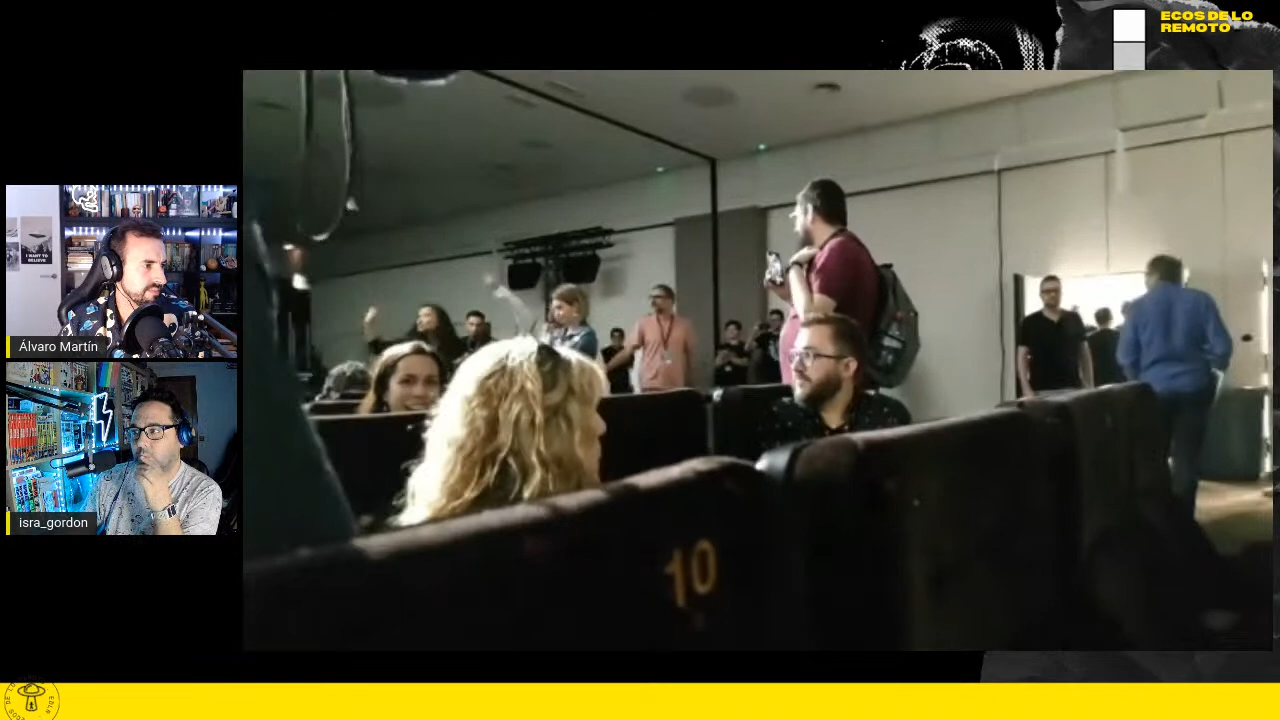 ECOS DE LO
REMOTO
I WANT TO
BELIEVE
Álvaro Martín
isra_gordon
10